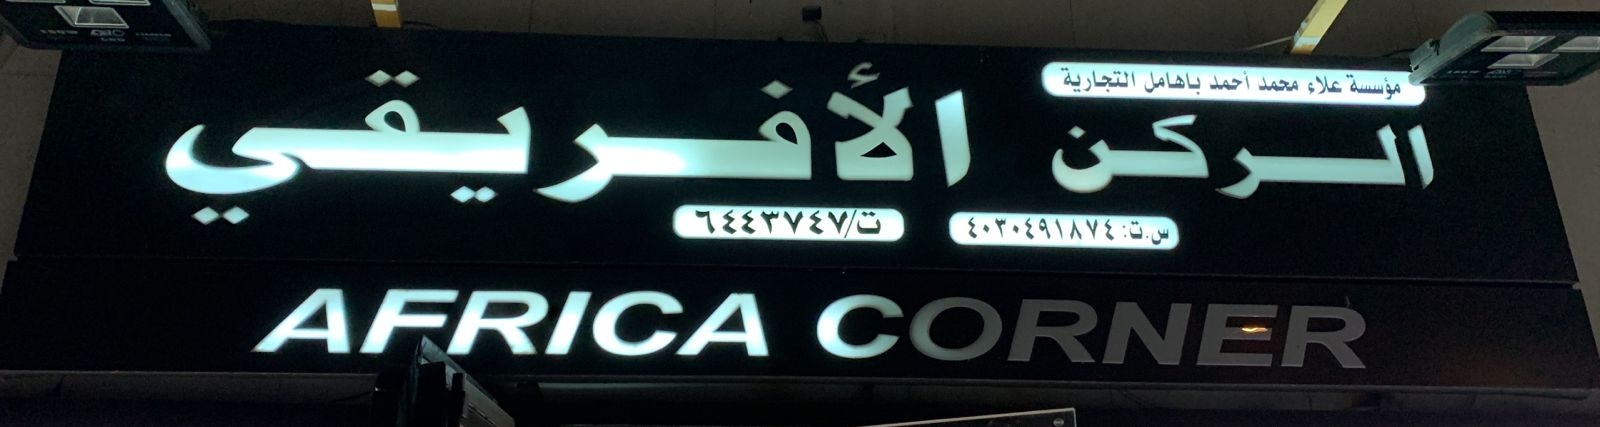 مؤسسة علاء محمد أحمد باهامل التجارية
الركن الأفريقي
س.ت: ٤٠٣٠٤٩١٨٧٤ ت/٦٤٤٣٧٤٧
AFRICA CORNER